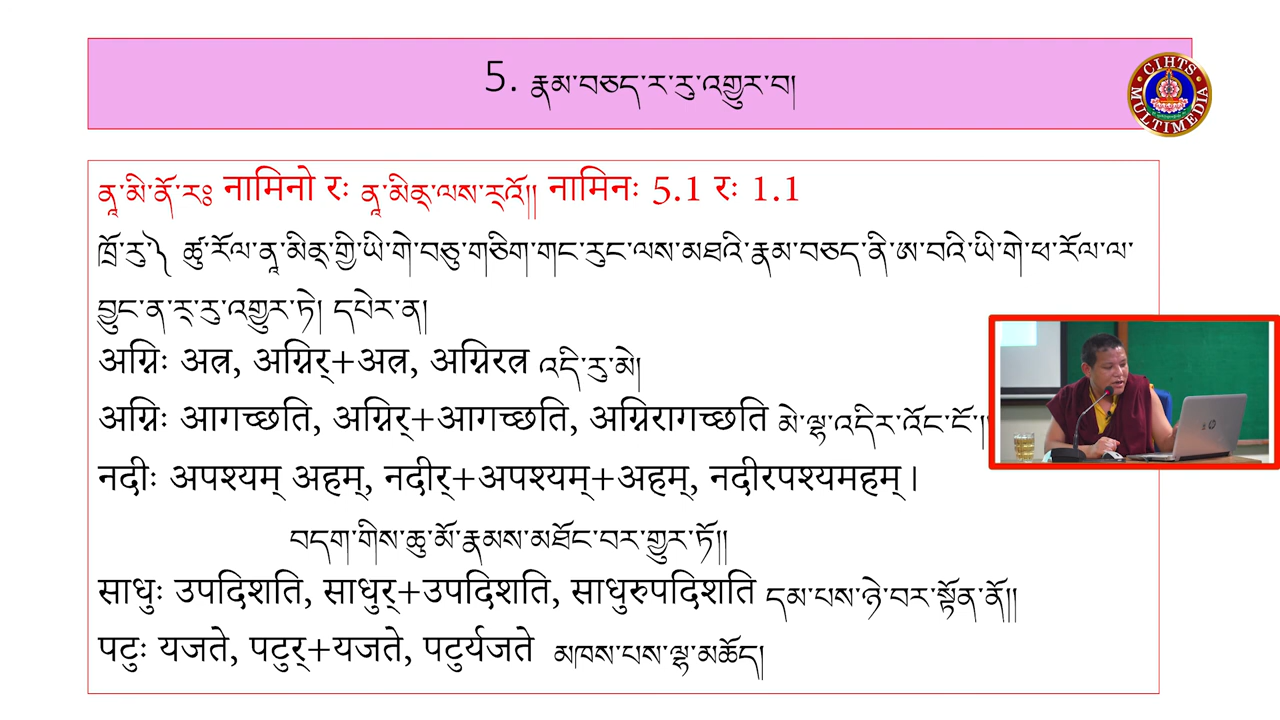 5. རྣམ་བཅད་ར་རུ་འགྱུར་བ།
CIHTS MULTIMEDIA
ནཱ་མི་ནོ་རཿ नामिनो रः ནཱ་མིན྄་ལས་ར྄འོ།། नामिनः 5.1 रः 1.1
ཁྲོ་རུ༽ ཚུ་རོལ་ནཱ་མིན྄་གྱི་ཡི་གེ་བཅུ་གཅིག་གང་རུང་ལས་མཐའི་རྣམ་བཅད་ནི་ཨ་བའི་ཡི་གེ་ཕ་རོལ་ལ་
བྱུང་ན་ར྄་རུ་འགྱུར་ཏེ། དཔེར་ན།
अग्निः अत्न, अग्निर्+अत्न, अग्निरत्न འདི་རུ་མེ།
अग्निः आगच्छति, अग्निर्+आगच्छति, अग्निरागच्छति མེ་ལྷ་འདིར་འོང་ངོ་།།
नदीः अपश्यम् अहम्, नदीर्+अपश्यम्+अहम्, नदीरपश्यमहम्।
བདག་གིས་ཆུ་མོ་རྣམས་མཐོང་བར་གྱུར་ཏོ།།
साधुः उपदिशति, साधुर्+उपदिशति, साधुरुपदिशति དམ་པས་ཉེ་བར་སྟོན་ནོ།།
पटुः यजते, पटुर्+यजते, पटुर्यजते མཁས་པས་ལྷ་མཆོད།